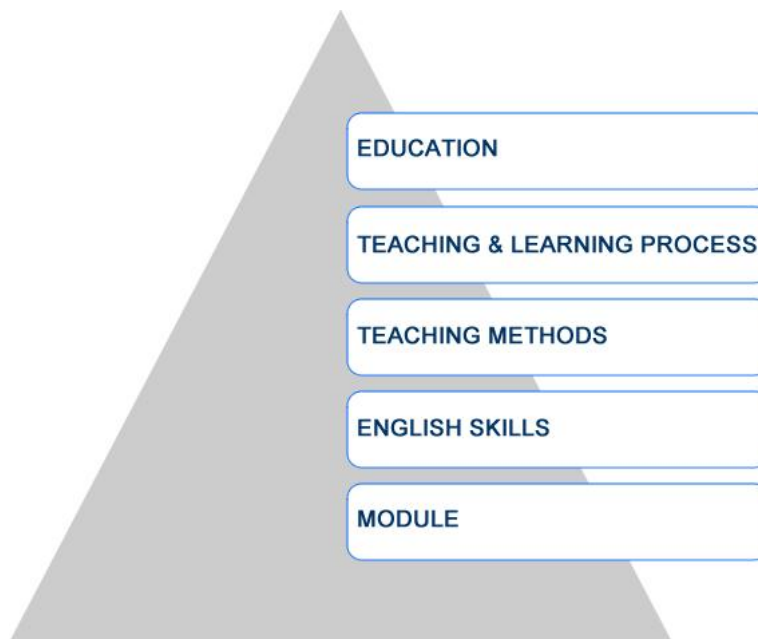 EDUCATION
TEACHING & LEARNING PROCESS
TEACHING METHODS
ENGLISH SKILLS
MODULE